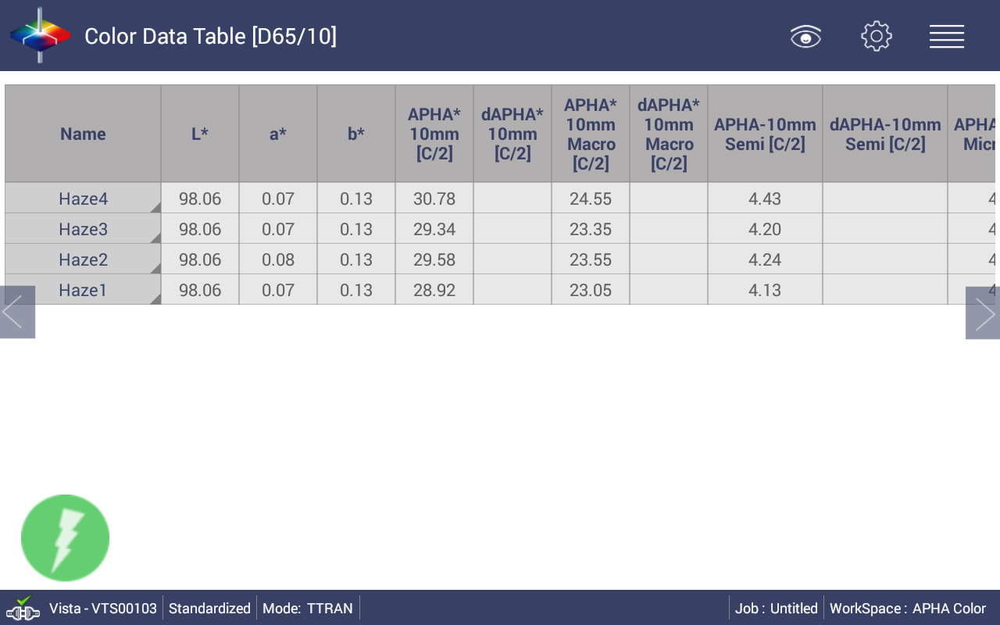 Color Data Table [D65/10]
Name L* a* b* APHA* 10mm [C/2] dAPHA* 10mm [C/2] APHA* 10mm Macro [C/2] dAPHA* 10mm Macro [C/2] APHA-10mm Semi [C/2] dAPHA-10mm Semi [C/2] APHA
Haze4 98.06 0.07 0.13 30.78 24.55 4.43 4
Haze3 98.06 0.07 0.13 29.34 23.35 4.20 4
Haze2 98.06 0.08 0.13 29.58 23.55 4.24 4
Haze1 98.06 0.07 0.13 28.92 23.05 4.13 4
Vista - VTS00103 Standardized Mode: TTRAN Job : Untitled WorkSpace : APHA Color